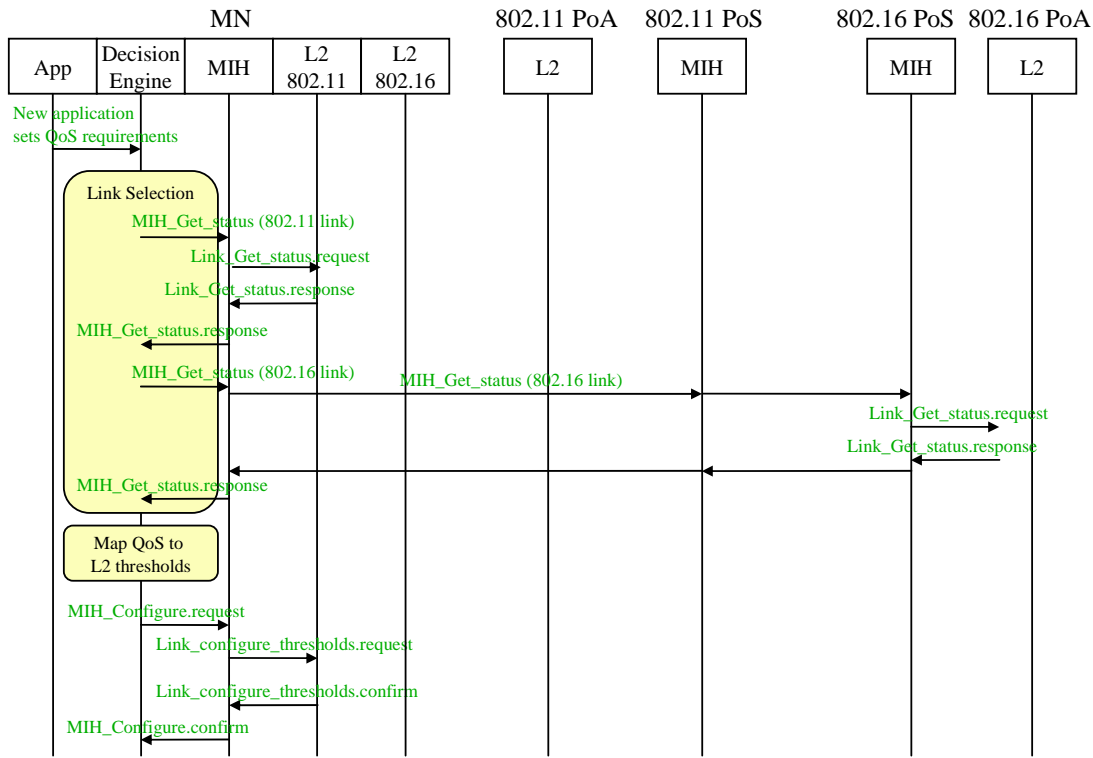 MN
802.11 PoA
802.11 PoS
802.16 PoS
802.16 PoA
App
Decision
Engine
MIH
L2
802.11
L2
802.16
L2
MIH
MIH
L2
New application
sets QoS requirements
Link Selection
MIH_Get_status (802.11 link)
Link_Get_status.request
Link_Get_status.response
MIH_Get_status.response
MIH_Get_status (802.16 link)
MIH_Get_status (802.16 link)
Link_Get_status.request
Link_Get_status.response
MIH_Get_status.response
Map QoS to
L2 thresholds
MIH_Configure.request
Link_configure_thresholds.request
Link_configure_thresholds.confirm
MIH_Configure.confirm